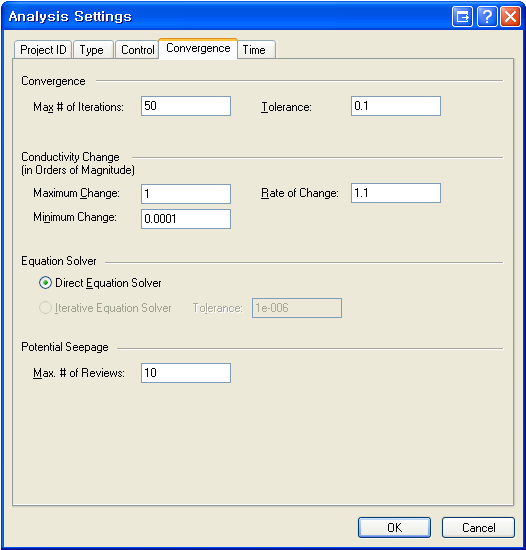 Analysis Settings
Project ID Type Control Convergence Time
Convergence
Max # of Iterations: 50 Tolerance: 0.1
Conductivity Change
(in Orders of Magnitude)
Maximum Change: 1 Rate of Change: 1.1
Minimum Change: 0.0001
Equation Solver
Direct Equation Solver
Iterative Equation Solver Tolerance: 1e-006
Potential Seepage
Max. # of Reviews: 10
OK Cancel